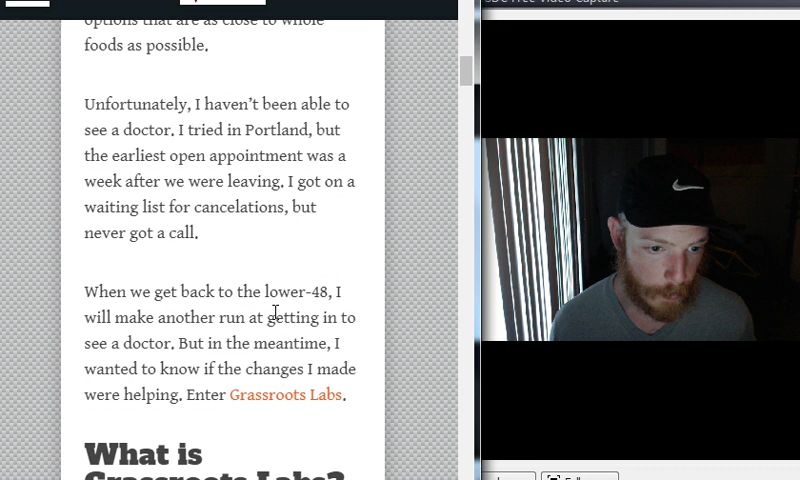 options that are as close to whole
foods as possible.
Unfortunately, I haven’t been able to
see a doctor. I tried in Portland, but
the earliest open appointment was a
week after we were leaving. I got on a
waiting list for cancelations, but
never got a call.
When we get back to the lower-48, I
will make another run at getting in to
see a doctor. But in the meantime, I
wanted to know if the changes I made
were helping. Enter Grassroots Labs.
What is
Grassroots Labs?